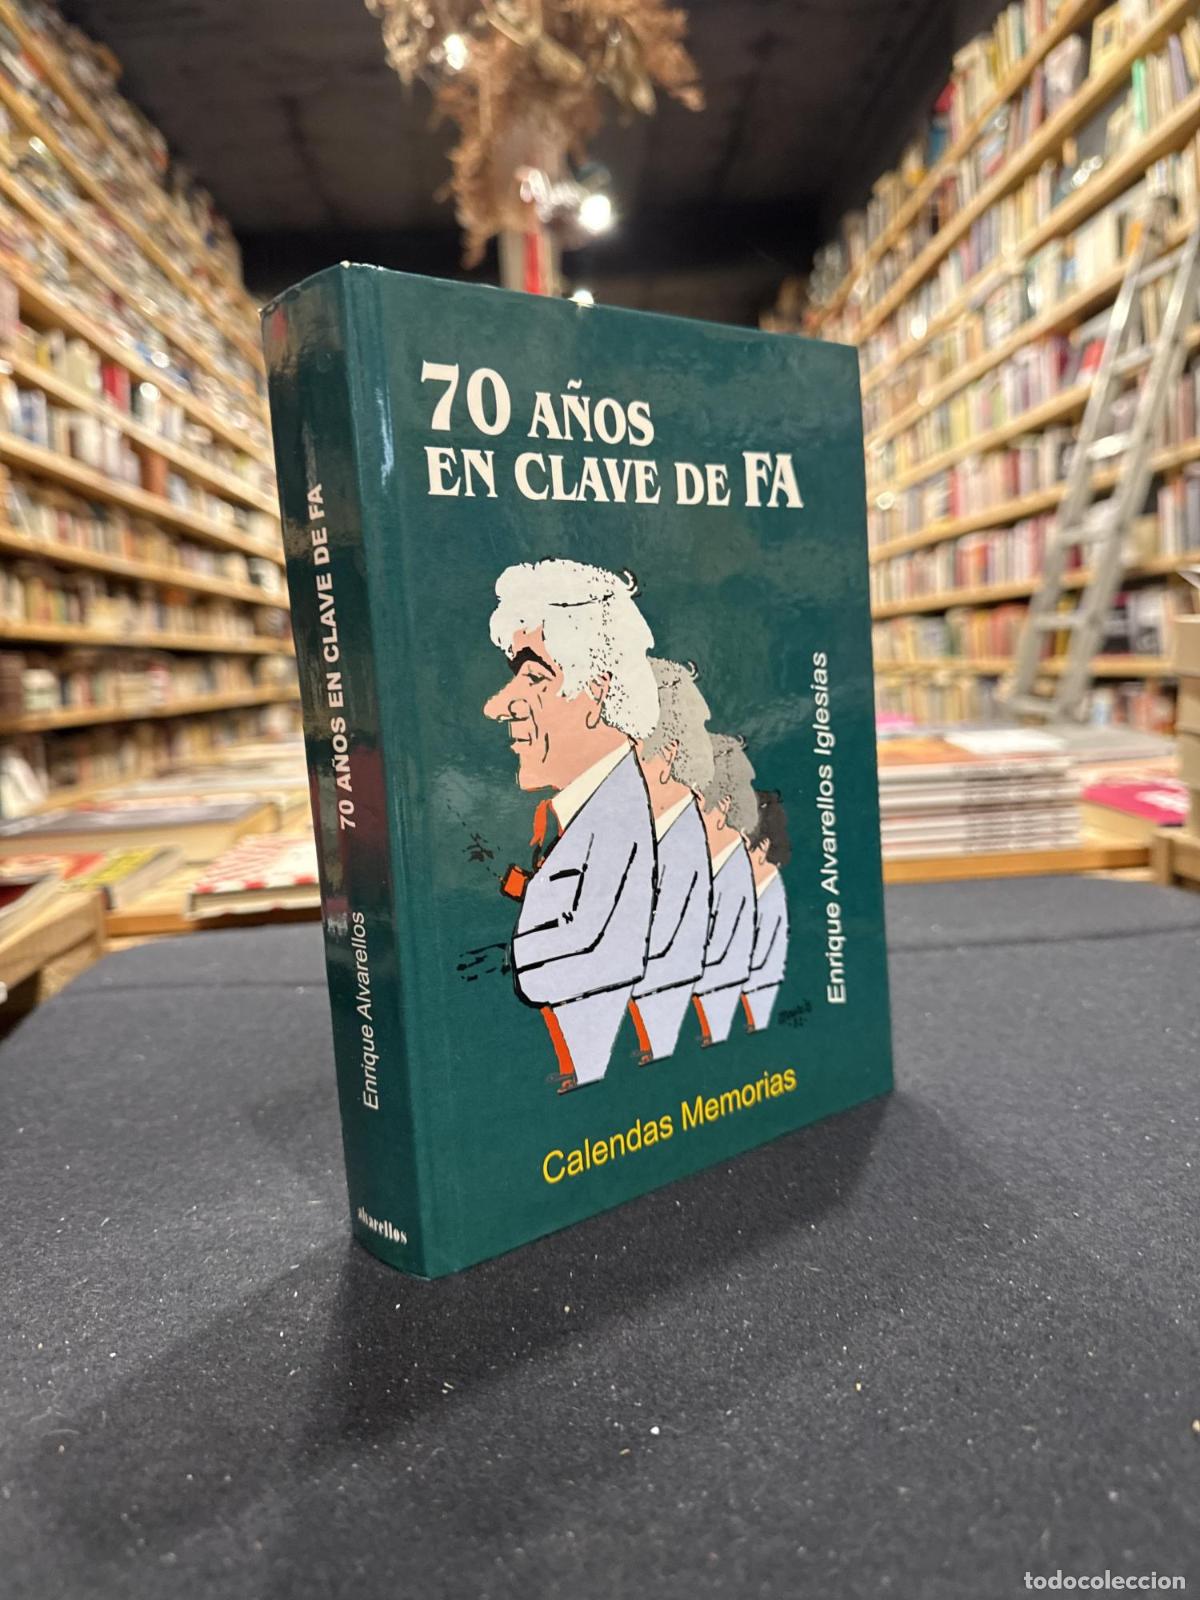 70 AÑOS
EN CLAVE DE FA
Enrique Alvarellos Iglesias
Calendas Memorias
70 AÑOS EN CLAVE DE FA
Enrique Alvarellos
alvarellos
todocoleccion